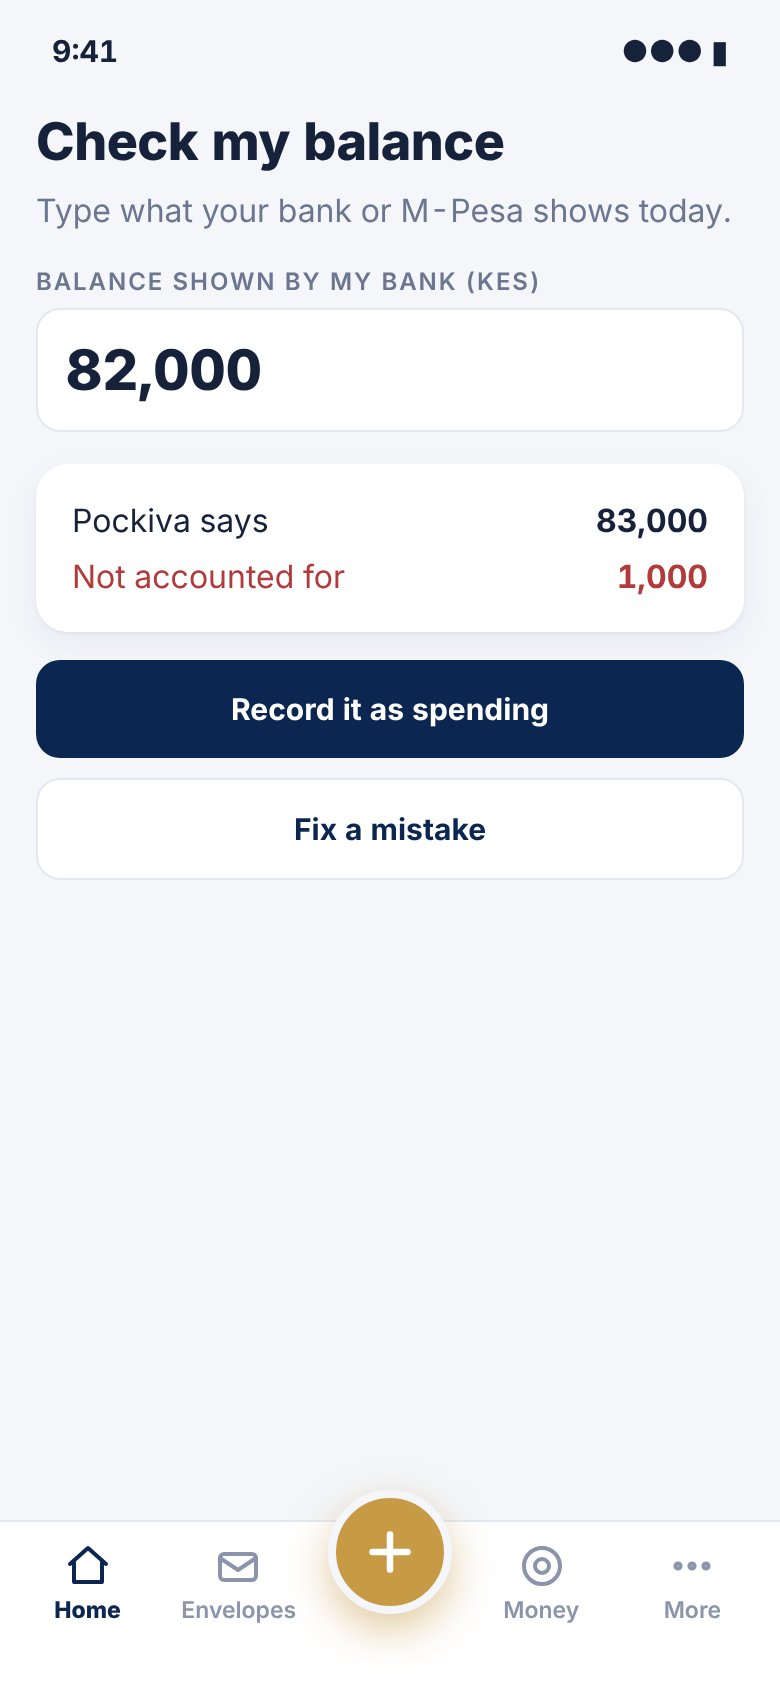 9:41
Check my balance
Type what your bank or M-Pesa shows today.
BALANCE SHOWN BY MY BANK (KES)
82,000
Pockiva says 83,000
Not accounted for 1,000
Record it as spending
Fix a mistake
Home Envelopes Money More